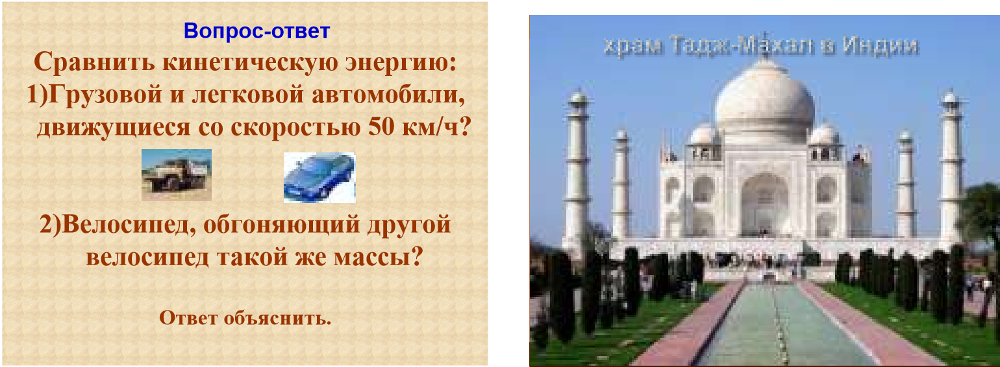 Вопрос-ответ
Сравнить кинетическую энергию:
1)Грузовой и легковой автомобили,
движущиеся со скоростью 50 км/ч?
2)Велосипед, обгоняющий другой
велосипед такой же массы?
Ответ объяснить.
храм Тадж-Махал в Индии